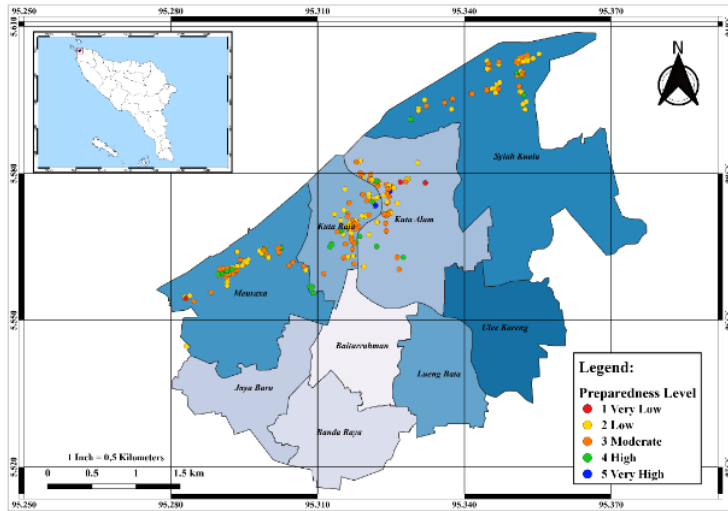 95.250 95.280 95.310 95.340 95.370
5.610
N
Syiah Kuala
5.580
Kuta Raja
Kuta Alam
Meuraxa
5.550
Ulee Kareng
Baiturrahman
Lueng Bata
Jaya Baru
Banda Raya
Legend:
Preparedness Level
1 Very Low
2 Low
3 Moderate
4 High
5 Very High
1 Inch = 0,5 Kilometers
0 0.5 1 1.5 km
5.520
95.250 95.280 95.310 95.340 95.370